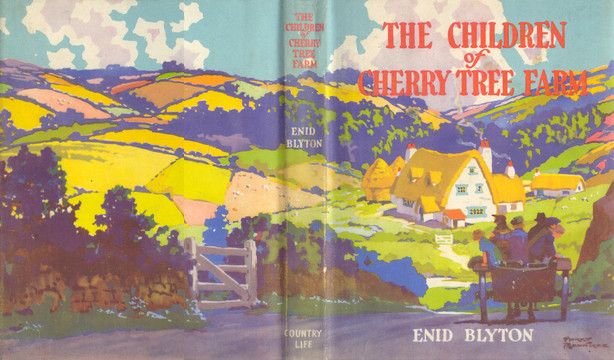 THE
CHILDREN
of
CHERRY
TREE
FARM
ENID
BLYTON
COUNTRY
LIFE
THE CHILDREN
of
CHERRY TREE FARM
ENID BLYTON